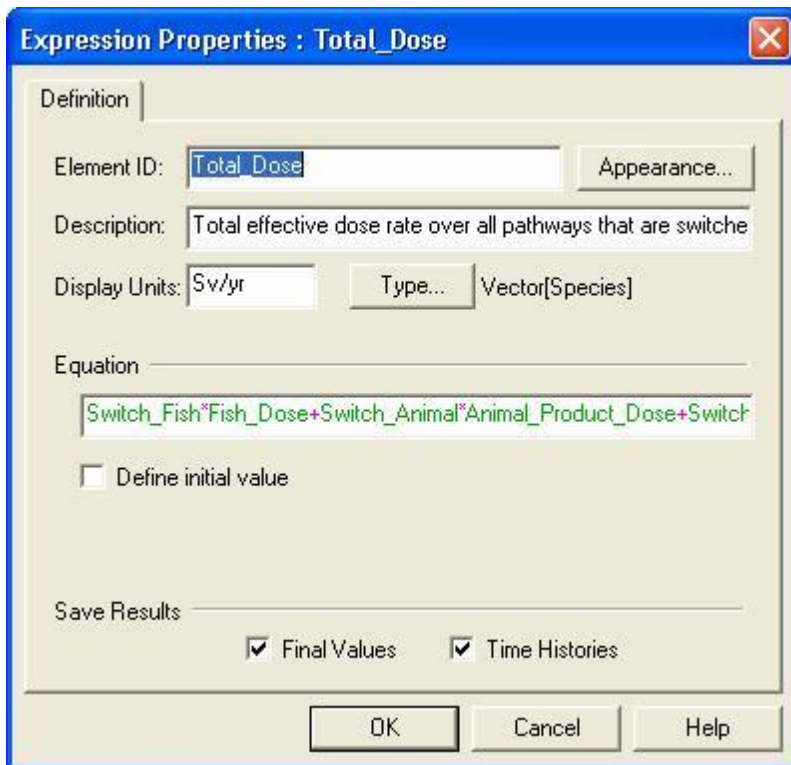 Expression Properties : Total_Dose
Definition
Element ID: Total_Dose Appearance...
Description: Total effective dose rate over all pathways that are switche
Display Units: Sv/yr Type... Vector[Species]
Equation
Switch_Fish*Fish_Dose+Switch_Animal*Animal_Product_Dose+Switch
Define initial value
Save Results
Final Values Time Histories
OK Cancel Help